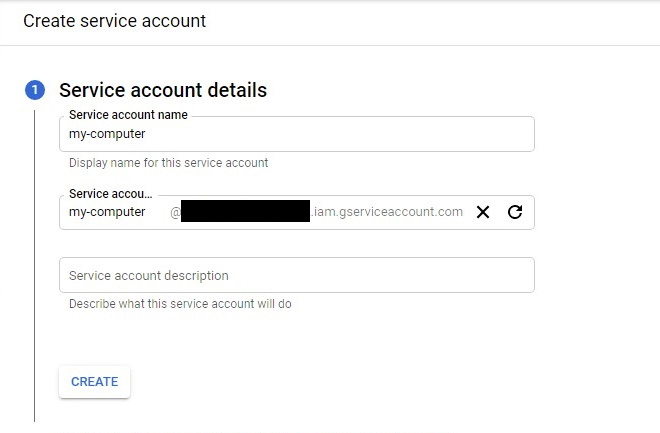 Create service account
1 Service account details
Service account name
my-computer
Display name for this service account
Service accou...
my-computer @ .iam.gserviceaccount.com
Service account description
Describe what this service account will do
CREATE